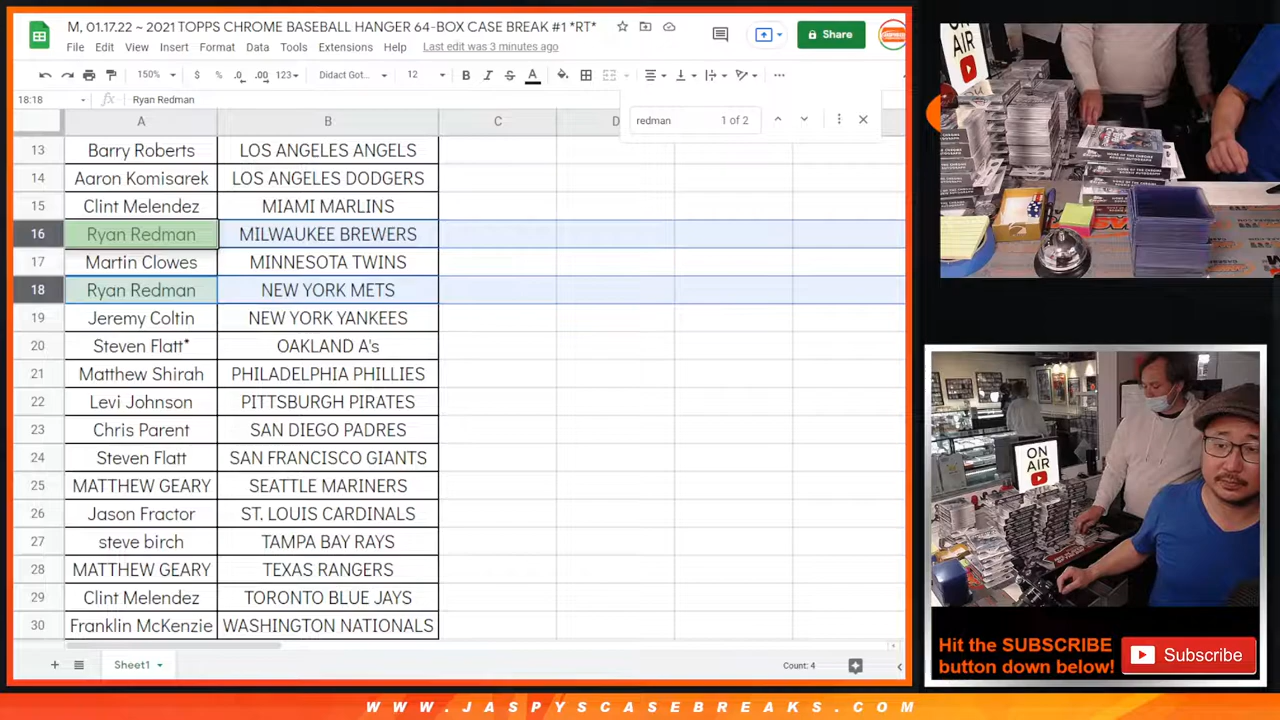 M, 01.17.22 ~ 2021 TOPPS CHROME BASEBALL HANGER 64-BOX CASE BREAK #1 *RT*
File Edit View Insert Format Data Tools Extensions Help Last edit was 3 minutes ago
Share
150% $ % .0 .00 123 Didact Got... 12 B I S A
18:18 fx Ryan Redman
redman 1 of 2
A B C D
13 Barry Roberts LOS ANGELES ANGELS
14 Aaron Komisarek LOS ANGELES DODGERS
15 Clint Melendez MIAMI MARLINS
16 Ryan Redman MILWAUKEE BREWERS
17 Martin Clowes MINNESOTA TWINS
18 Ryan Redman NEW YORK METS
19 Jeremy Coltin NEW YORK YANKEES
20 Steven Flatt* OAKLAND A's
21 Matthew Shirah PHILADELPHIA PHILLIES
22 Levi Johnson PITTSBURGH PIRATES
23 Chris Parent SAN DIEGO PADRES
24 Steven Flatt SAN FRANCISCO GIANTS
25 MATTHEW GEARY SEATTLE MARINERS
26 Jason Fractor ST. LOUIS CARDINALS
27 steve birch TAMPA BAY RAYS
28 MATTHEW GEARY TEXAS RANGERS
29 Clint Melendez TORONTO BLUE JAYS
30 Franklin McKenzie WASHINGTON NATIONALS
Sheet1
Count: 4
ON
AIR
ON
AIR
Hit the SUBSCRIBE
button down below!
Subscribe
WWW.JASPYSCASEBREAKS.COM